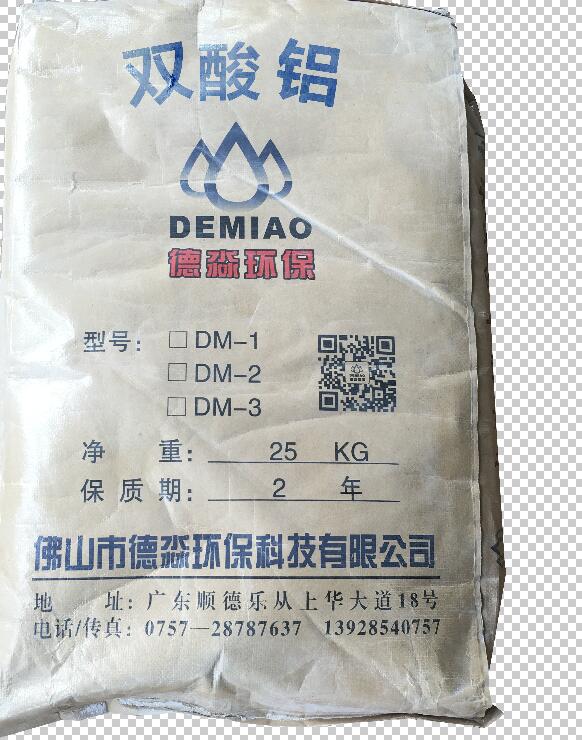 双酸铝
DEMIAO
德淼环保
型号：□DM-1
□DM-2
□DM-3
净 重：25 KG
保质期：2 年
佛山市德淼环保科技有限公司
地 址：广东顺德乐从上华大道18号
电话/传真：0757—28787637 13928540757